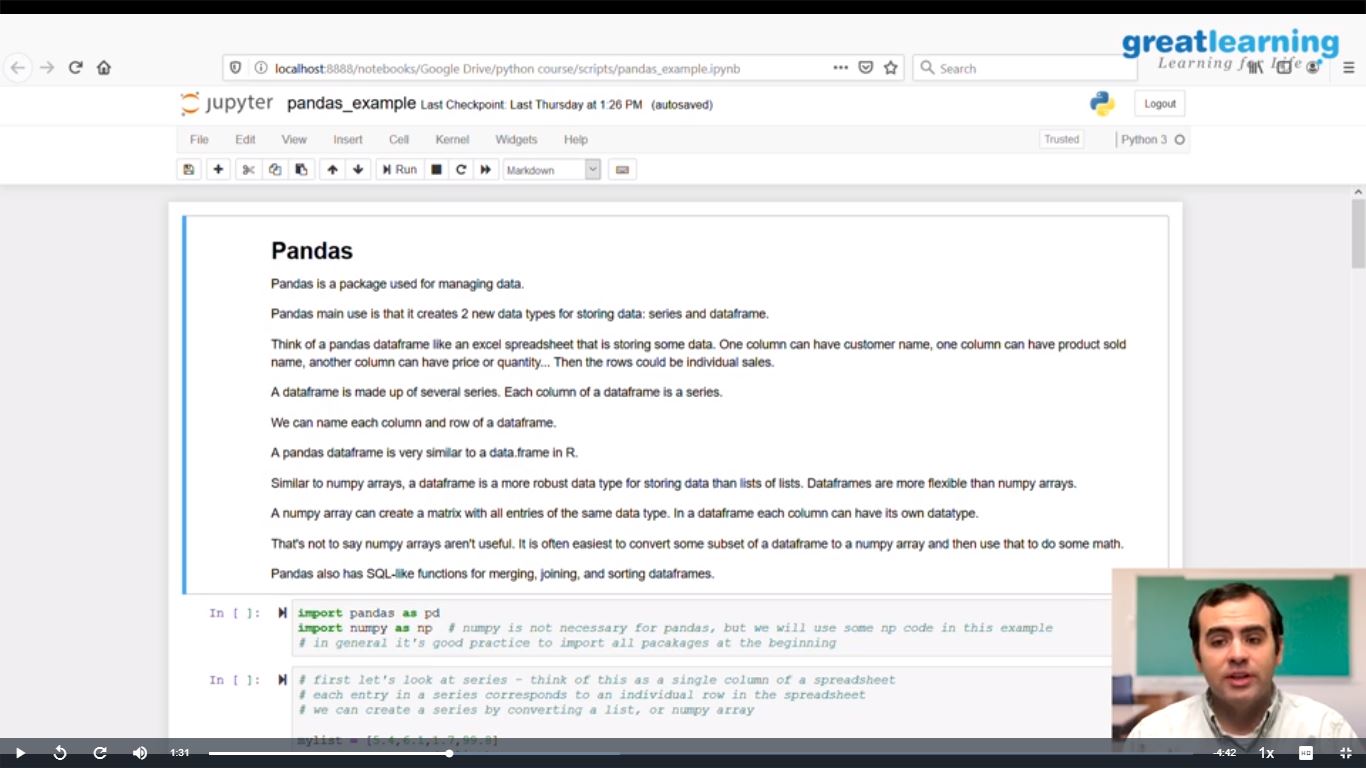 greatlearning
Learning for Life
localhost:8888/notebooks/Google Drive/python course/scripts/pandas_example.ipynb
Search
jupyter pandas_example Last Checkpoint: Last Thursday at 1:26 PM (autosaved)
Logout
File Edit View Insert Cell Kernel Widgets Help
Trusted
Python 3
Run
Markdown
Pandas
Pandas is a package used for managing data.
Pandas main use is that it creates 2 new data types for storing data: series and dataframe.
Think of a pandas dataframe like an excel spreadsheet that is storing some data. One column can have customer name, one column can have product sold
name, another column can have price or quantity... Then the rows could be individual sales.
A dataframe is made up of several series. Each column of a dataframe is a series.
We can name each column and row of a dataframe.
A pandas dataframe is very similar to a data.frame in R.
Similar to numpy arrays, a dataframe is a more robust data type for storing data than lists of lists. Dataframes are more flexible than numpy arrays.
A numpy array can create a matrix with all entries of the same data type. In a dataframe each column can have its own datatype.
That's not to say numpy arrays aren't useful. It is often easiest to convert some subset of a dataframe to a numpy array and then use that to do some math.
Pandas also has SQL-like functions for merging, joining, and sorting dataframes.
In [ ]: import pandas as pd
import numpy as np # numpy is not necessary for pandas, but we will use some np code in this example
# in general it's good practice to import all pacakages at the beginning
In [ ]: # first let's look at series - think of this as a single column of a spreadsheet
# each entry in a series corresponds to an individual row in the spreadsheet
# we can create a series by converting a list, or numpy array
mylist = [5.4,6.1,1.7,99.8]
1:31
-4:42
1x
HD